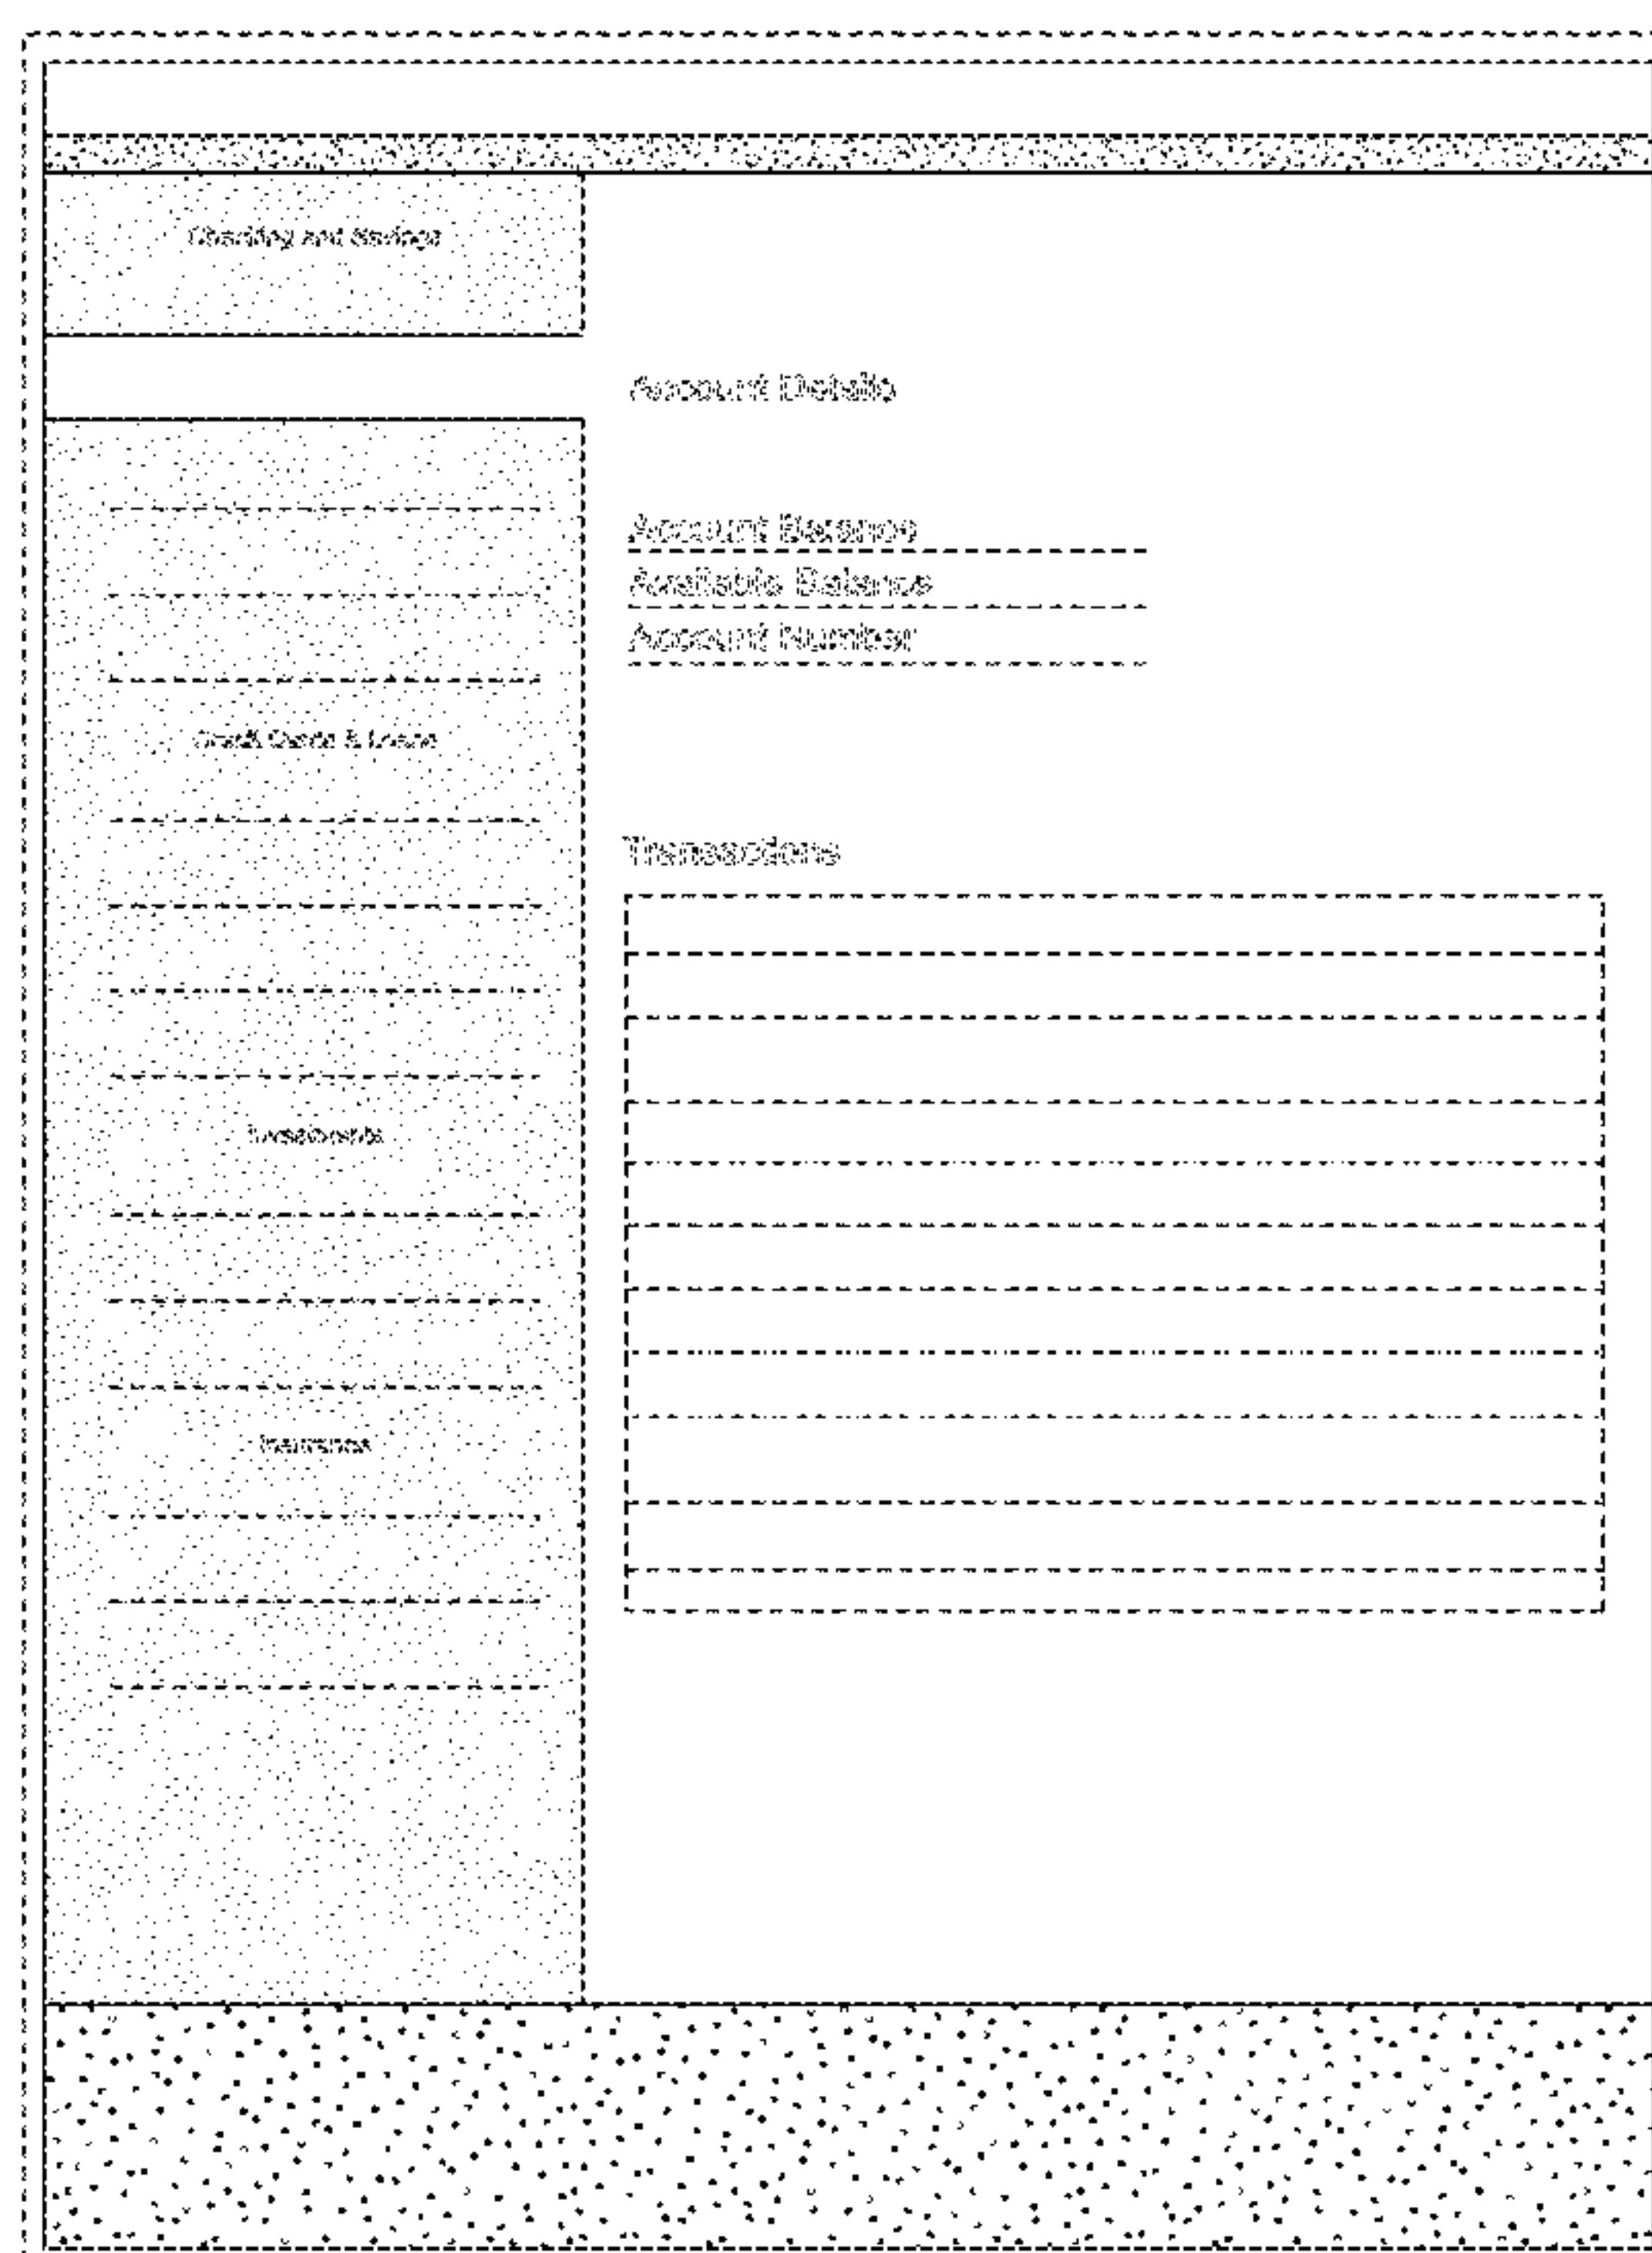 Checking and Savings
Account Details
Account Balance
Available Balance
Account Number
Credit Cards & Loans
Transactions
Investments
Insurance